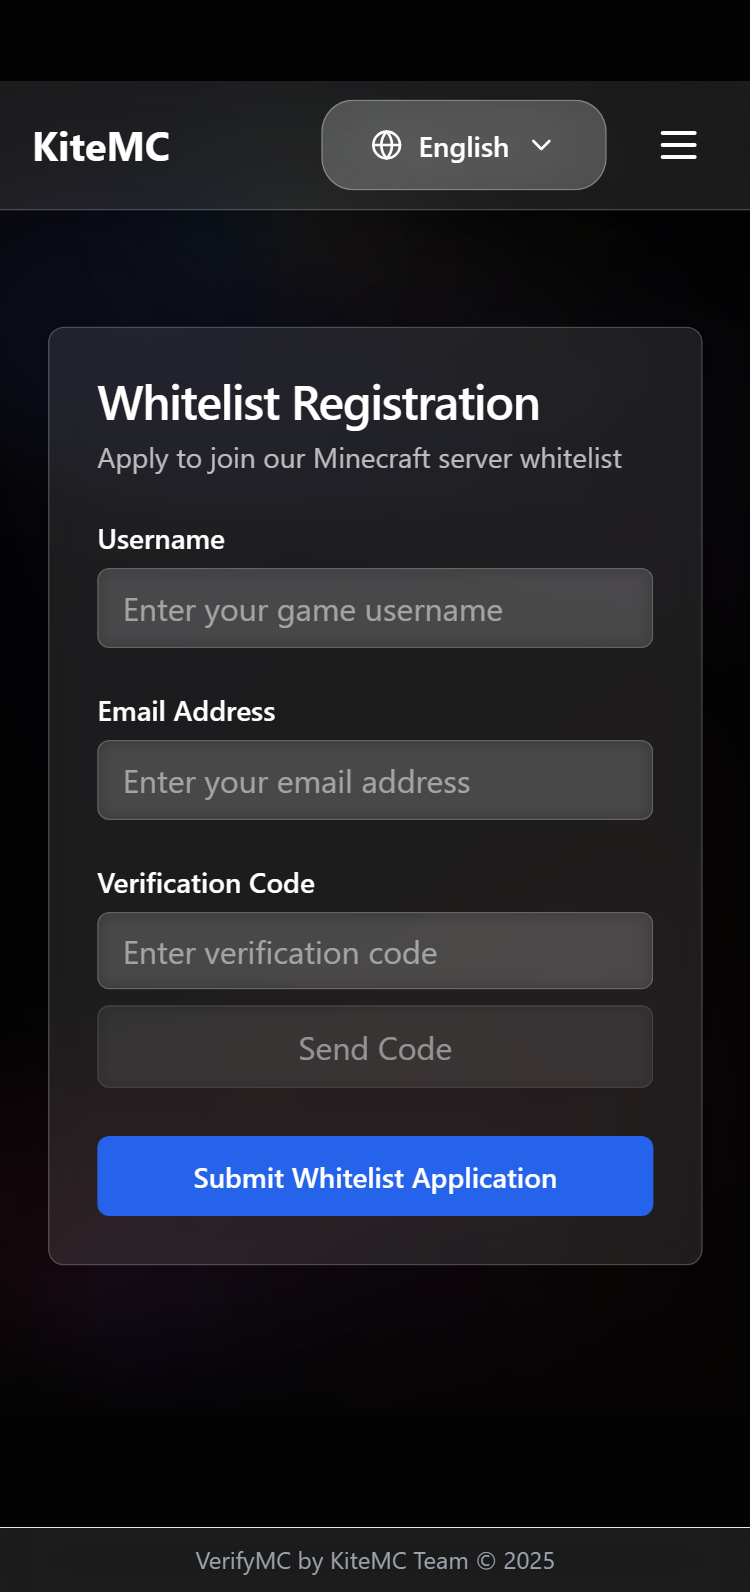 KiteMC
English
Whitelist Registration
Apply to join our Minecraft server whitelist
Username
Enter your game username
Email Address
Enter your email address
Verification Code
Enter verification code
Send Code
Submit Whitelist Application
VerifyMC by KiteMC Team © 2025